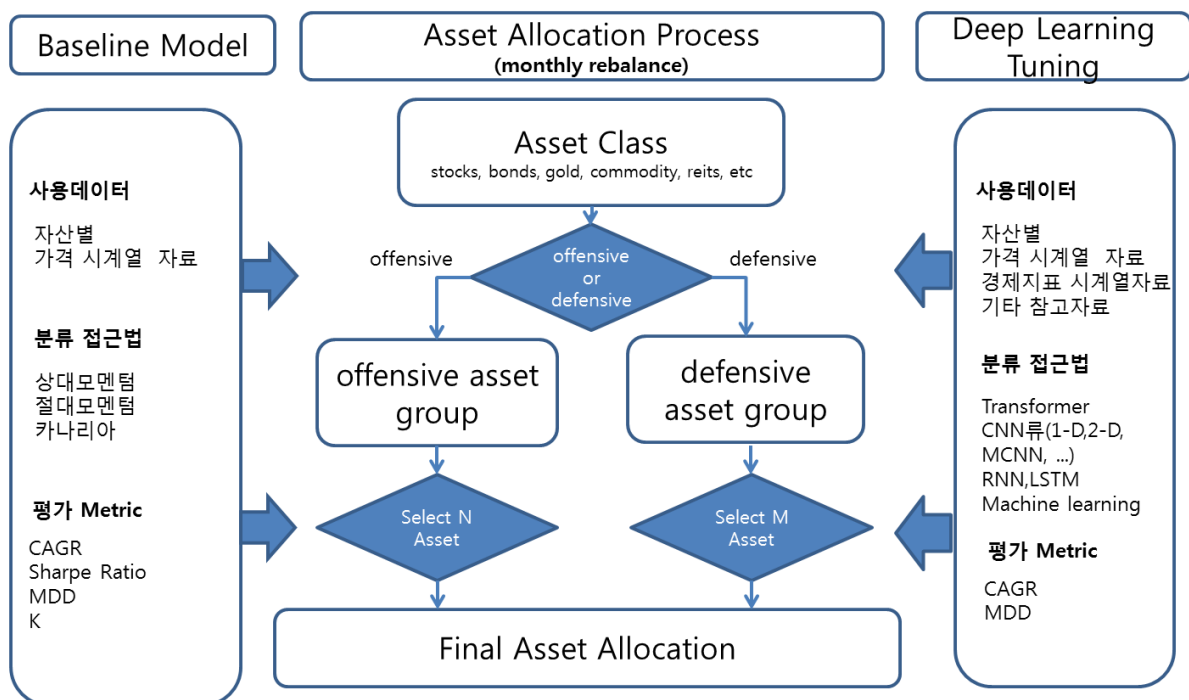 Baseline Model
Asset Allocation Process
(monthly rebalance)
Deep Learning
Tuning
사용데이터
자산별
가격 시계열 자료
분류 접근법
상대모멘텀
절대모멘텀
카나리아
평가 Metric
CAGR
Sharpe Ratio
MDD
K
Asset Class
stocks, bonds, gold, commodity, reits, etc
offensive
offensive
or
defensive
defensive
offensive asset
group
defensive
asset group
Select N
Asset
Select M
Asset
Final Asset Allocation
사용데이터
자산별
가격 시계열 자료
경제지표 시계열자료
기타 참고자료
분류 접근법
Transformer
CNN류(1-D,2-D,
MCNN, ...)
RNN,LSTM
Machine learning
평가 Metric
CAGR
MDD